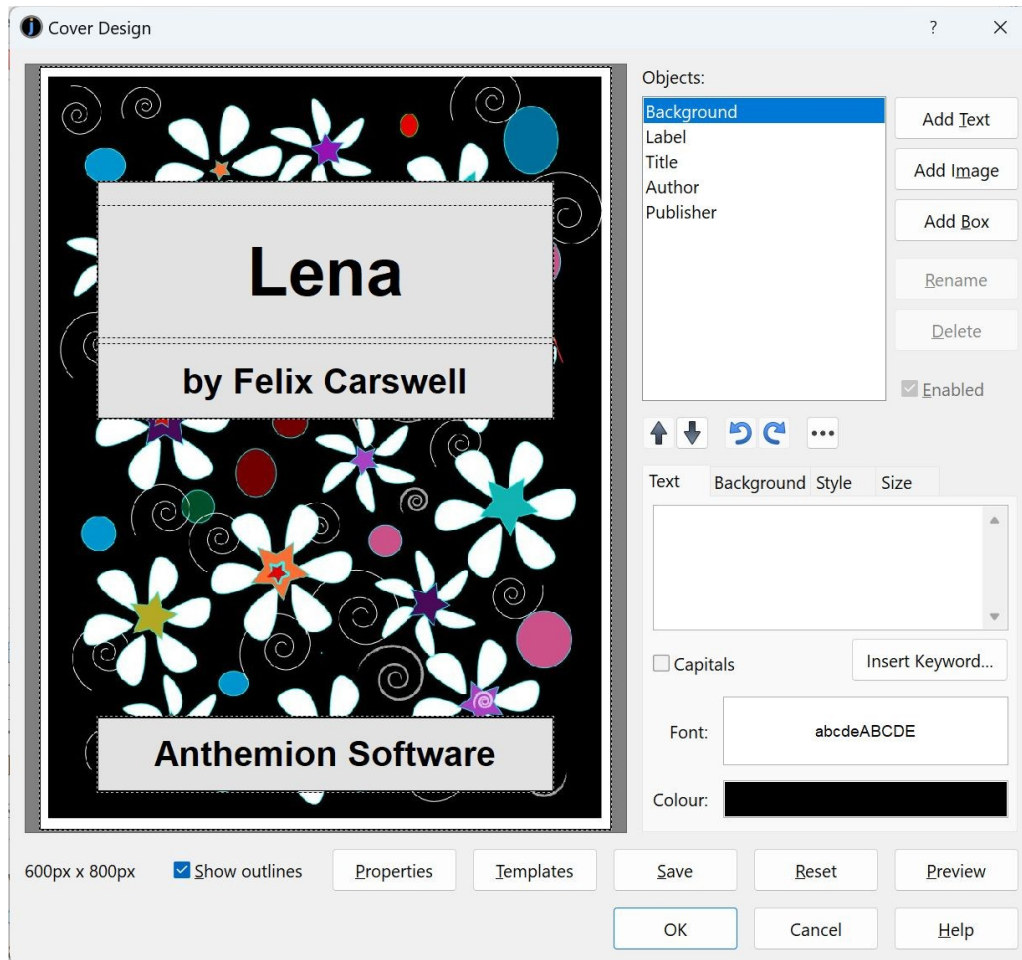 Cover Design
Objects:
Background
Label
Title
Author
Publisher
Add Text
Add Image
Add Box
Rename
Delete
Enabled
Lena
by Felix Carswell
Anthemion Software
Text Background Style Size
Capitals
Insert Keyword...
Font: abcdeABCDE
Colour:
600px x 800px Show outlines Properties Templates Save Reset Preview
OK Cancel Help